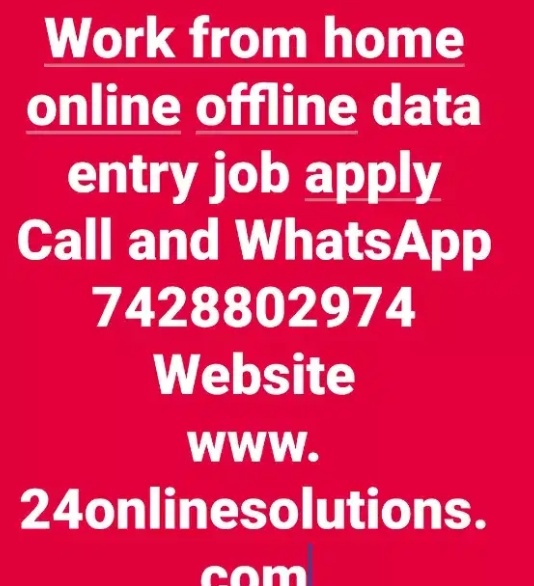 Work from home
online offline data
entry job apply
Call and WhatsApp
7428802974
Website
www.
24onlinesolutions.
com